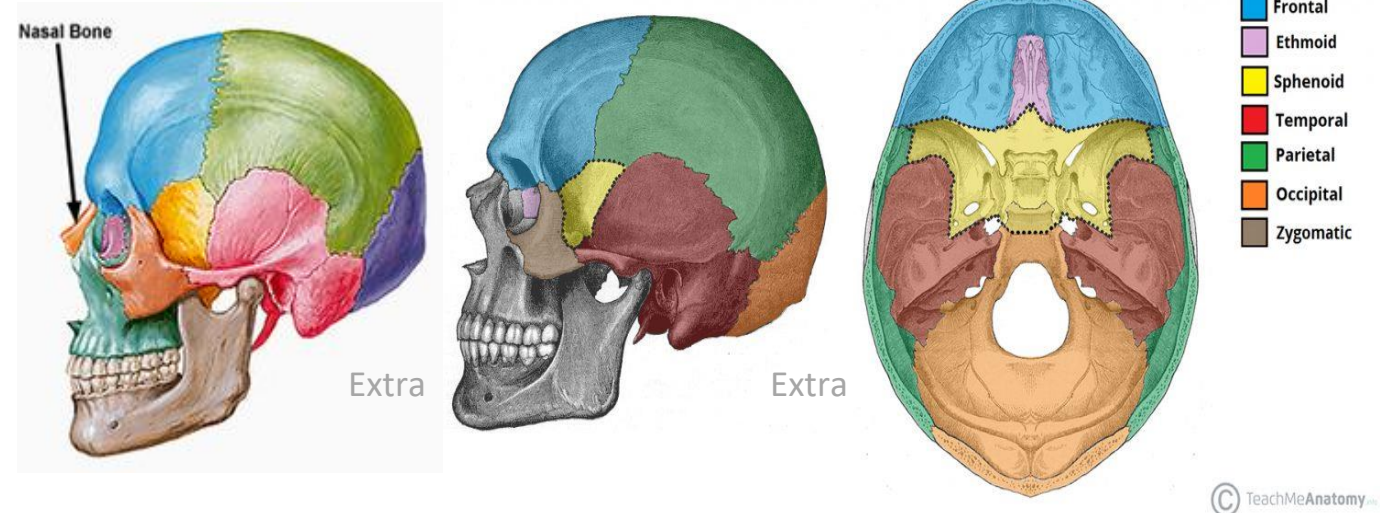 Nasal Bone
Extra
Extra
Frontal
Ethmoid
Sphenoid
Temporal
Parietal
Occipital
Zygomatic
© TeachMeAnatomy